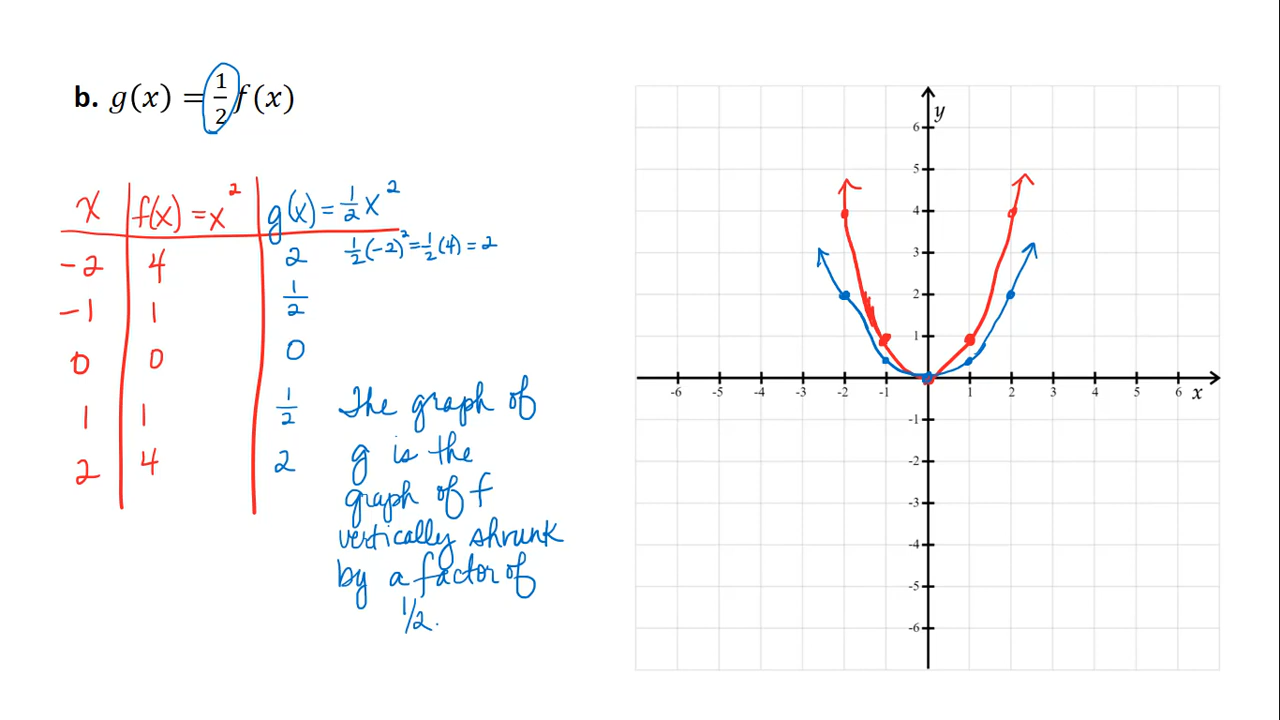 b. g(x) = 1/2 f(x)
x | f(x) = x² | g(x) = 1/2 x²
-2 | 4 | 2 1/2(-2)² = 1/2(4) = 2
-1 | 1 | 1/2
0 | 0 | 0
1 | 1 | 1/2
2 | 4 | 2
The graph of
g is the
graph of f
vertically shrunk
by a factor of
1/2.
y
6
5
4
3
2
1
-6 -5 -4 -3 -2 -1 1 2 3 4 5 6 x
-1
-2
-3
-4
-5
-6